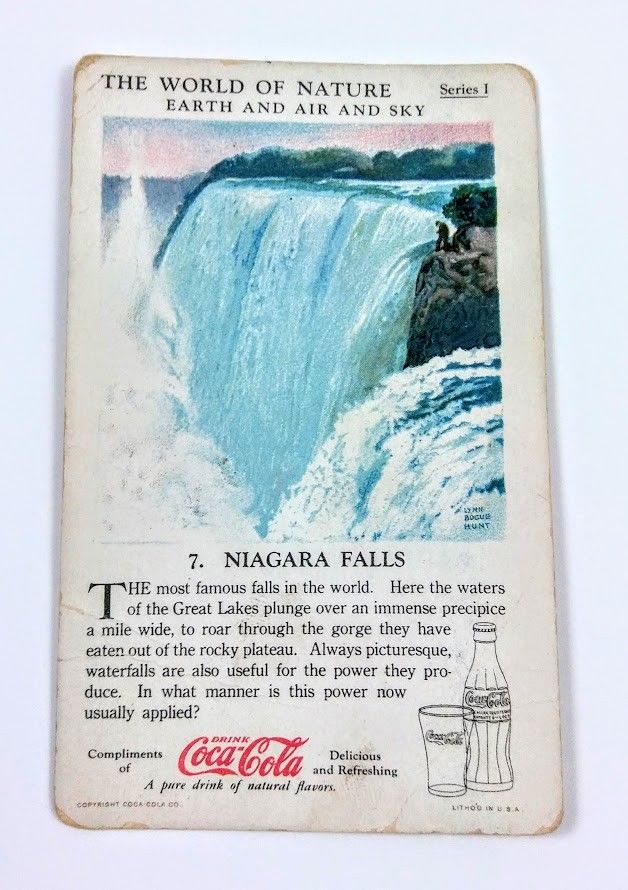 THE WORLD OF NATURE
Series I
EARTH AND AIR AND SKY
LYNN
BOGUE
HUNT
7. NIAGARA FALLS
THE most famous falls in the world. Here the waters
of the Great Lakes plunge over an immense precipice
a mile wide, to roar through the gorge they have
eaten out of the rocky plateau. Always picturesque,
waterfalls are also useful for the power they pro-
duce. In what manner is this power now
usually applied?
Coca-Cola
Coca-Cola
Compliments
of
DRINK
Coca-Cola
Delicious
and Refreshing
A pure drink of natural flavors.
COPYRIGHT COCA-COLA CO.
LITHO'D IN U.S.A.